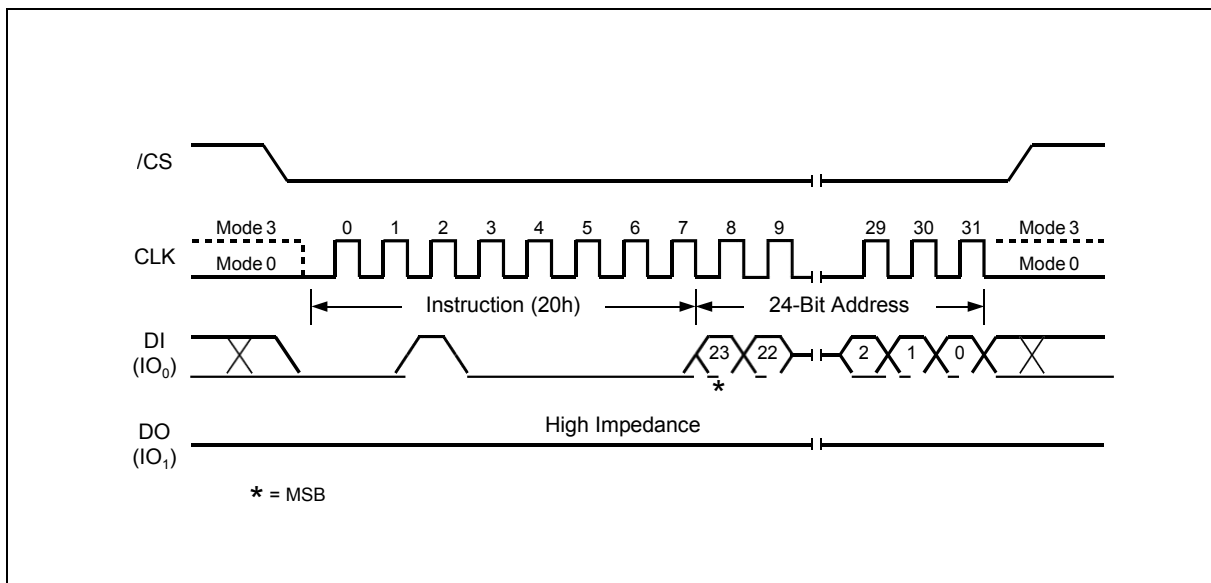 /CS
Mode 3 0 1 2 3 4 5 6 7 8 9 29 30 31 Mode 3
CLK Mode 0 Mode 0
Instruction (20h) 24-Bit Address
DI
(IO₀) 23 22 2 1 0
*
High Impedance
DO
(IO₁)
* = MSB